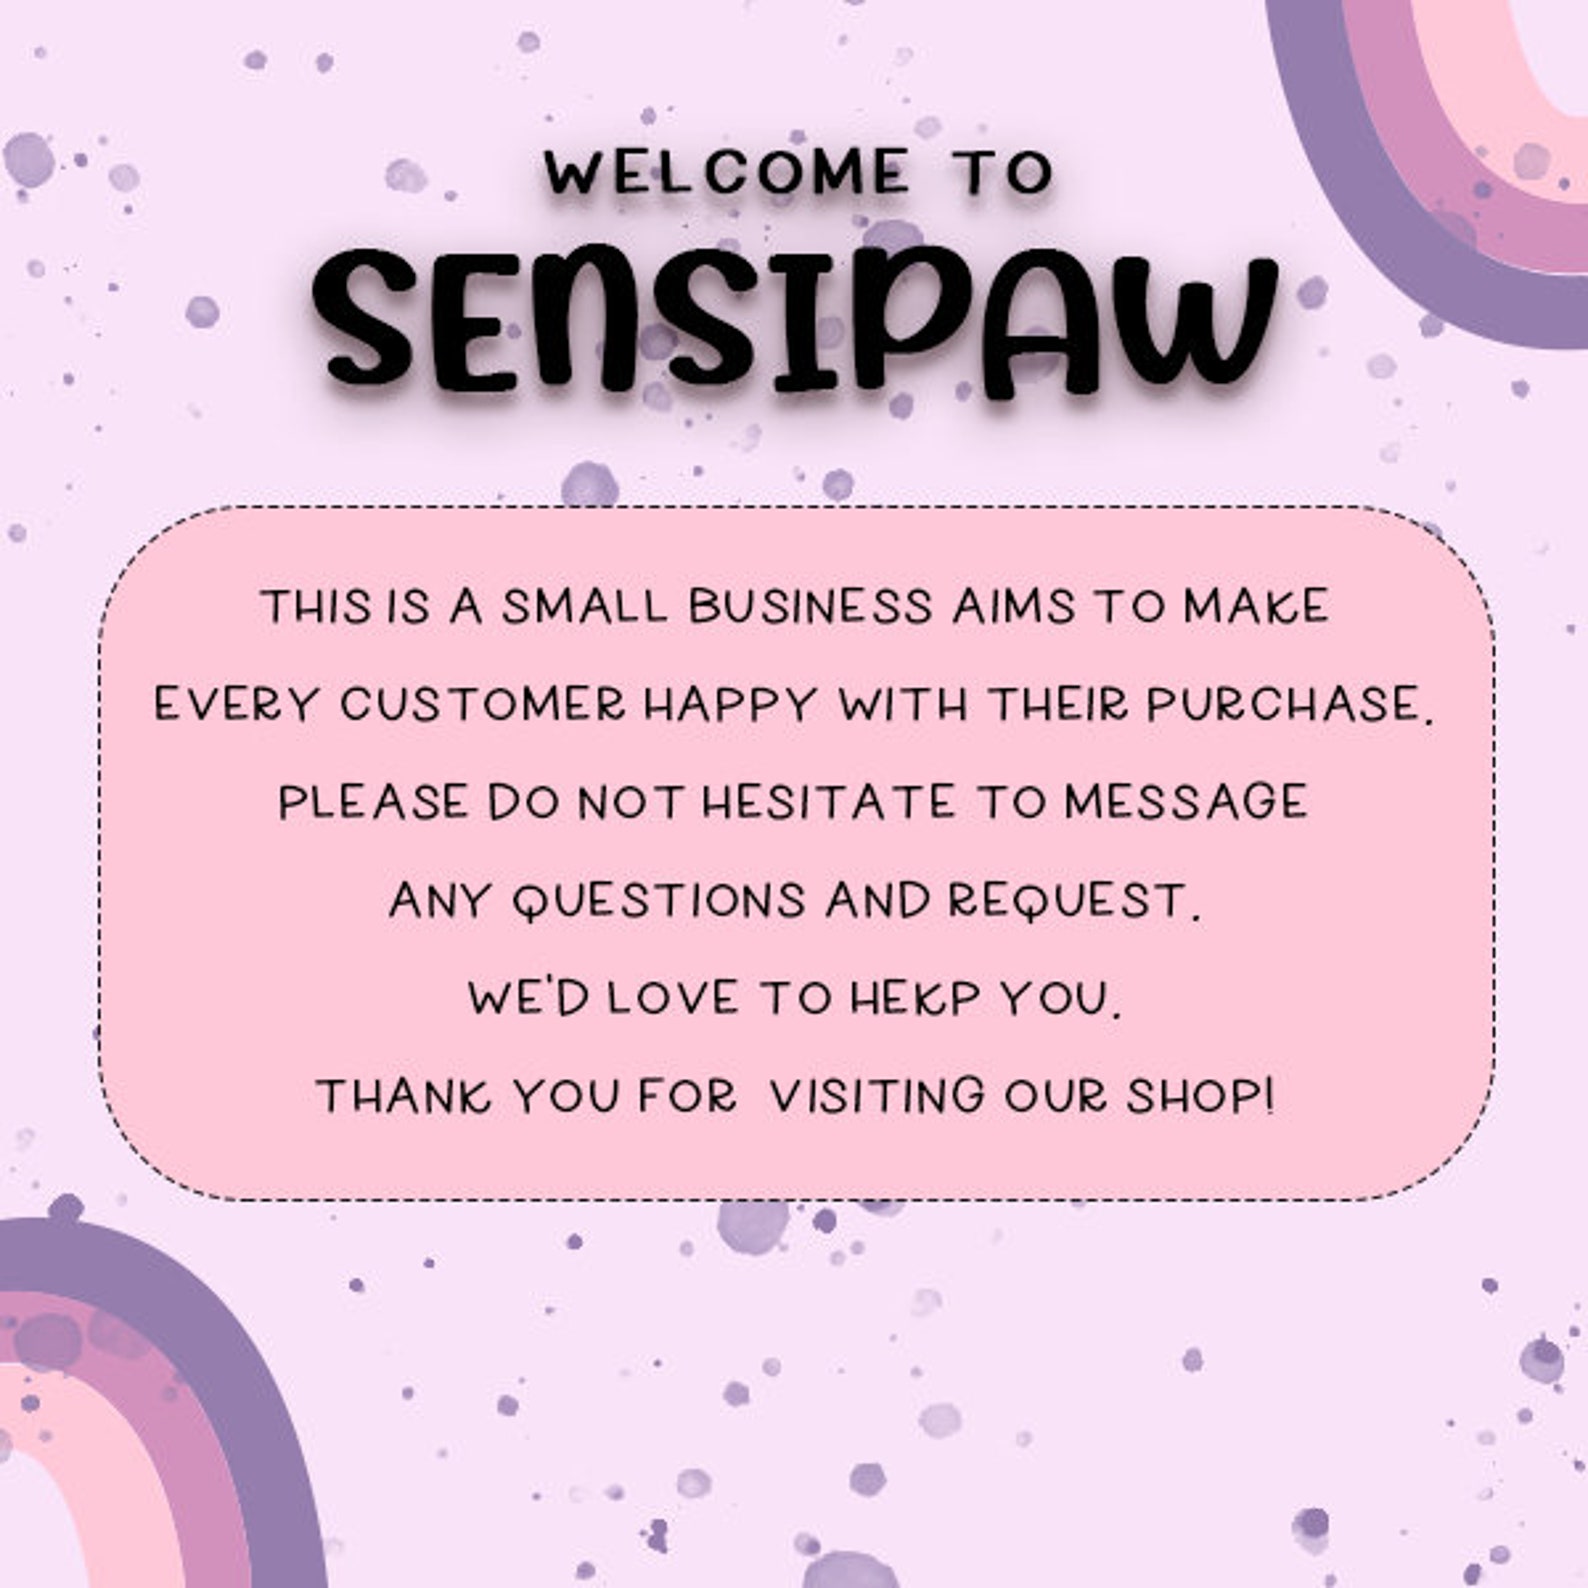 WELCOME TO
SENSIPAW
THIS IS A SMALL BUSINESS AIMS TO MAKE
EVERY CUSTOMER HAPPY WITH THEIR PURCHASE.
PLEASE DO NOT HESITATE TO MESSAGE
ANY QUESTIONS AND REQUEST.
WE'D LOVE TO HEKP YOU.
THANK YOU FOR VISITING OUR SHOP!